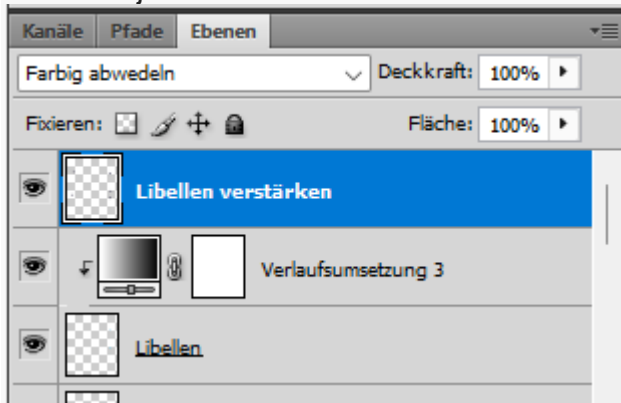 Kanäle Pfade Ebenen
Farbig abwedeln Deckkraft: 100%
Fixieren: Fläche: 100%
Libellen verstärken
Verlaufsumsetzung 3
Libellen